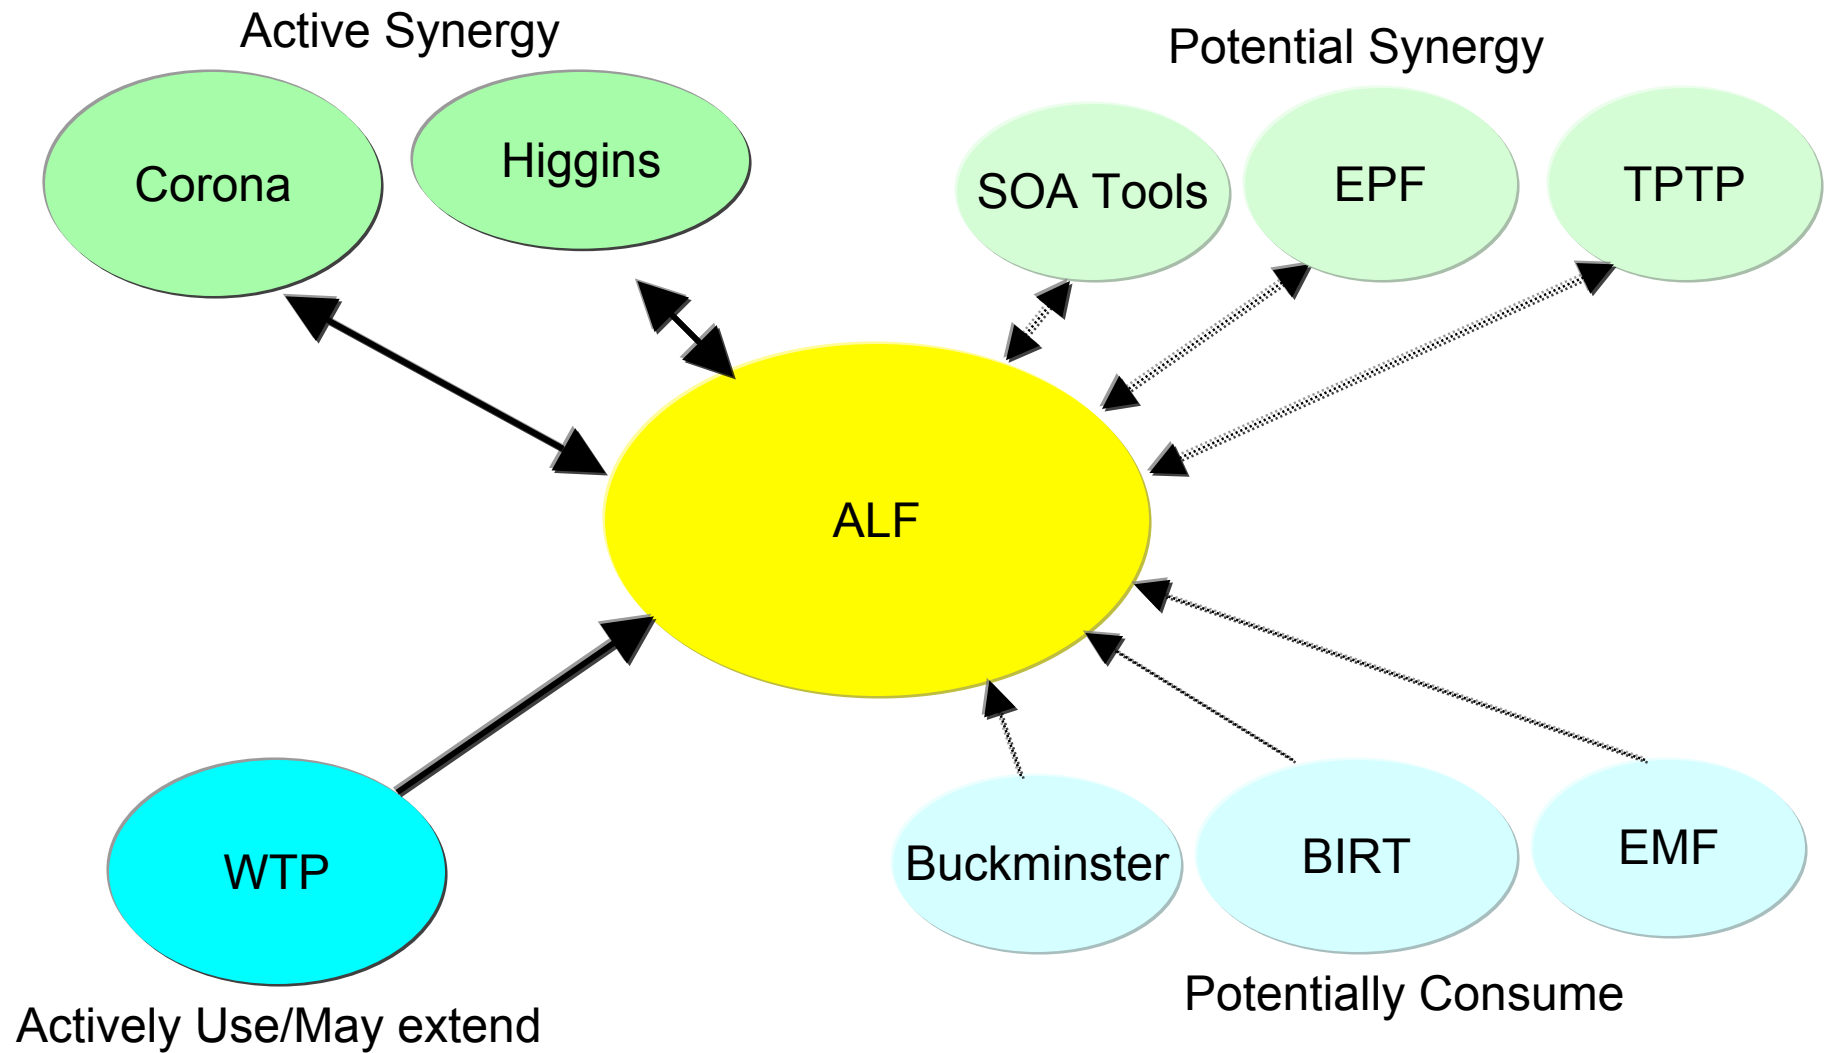 Active Synergy
Potential Synergy
Corona
Higgins
SOA Tools
EPF
TPTP
ALF
WTP
Buckminster
BIRT
EMF
Actively Use/May extend
Potentially Consume